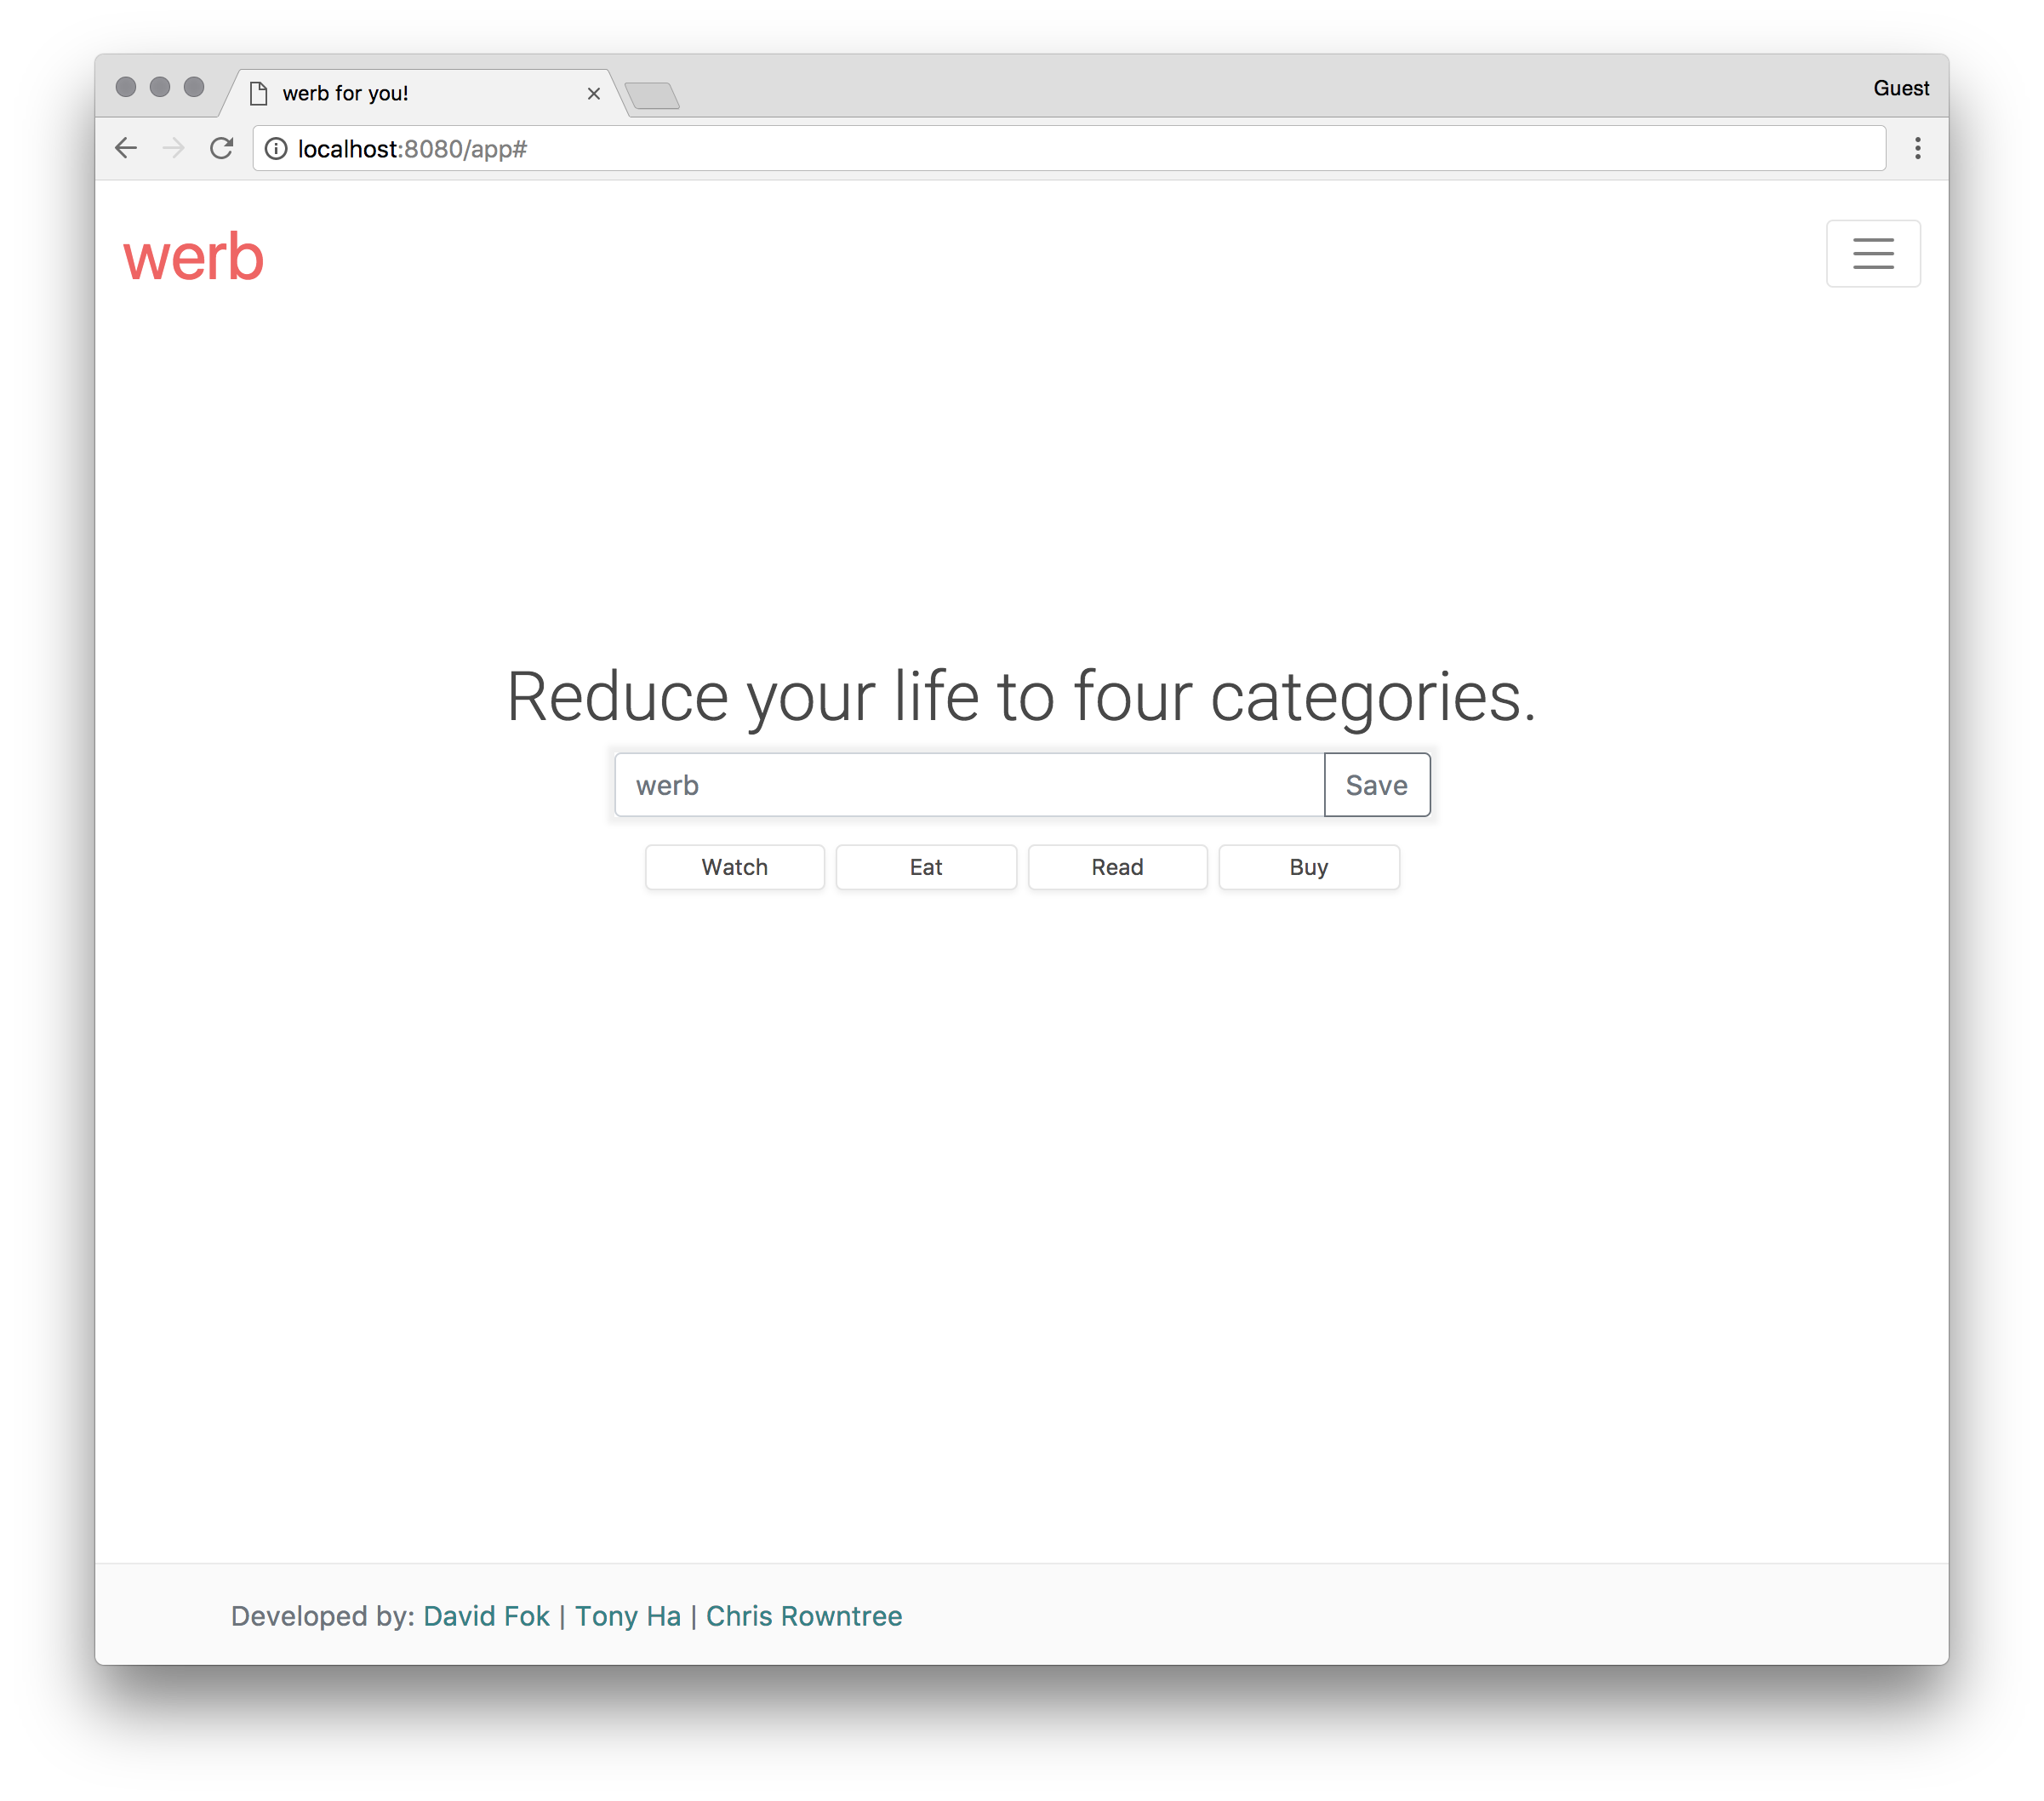 werb for you!
Guest
localhost:8080/app#
werb
Reduce your life to four categories.
werb Save
Watch Eat Read Buy
Developed by: David Fok | Tony Ha | Chris Rowntree